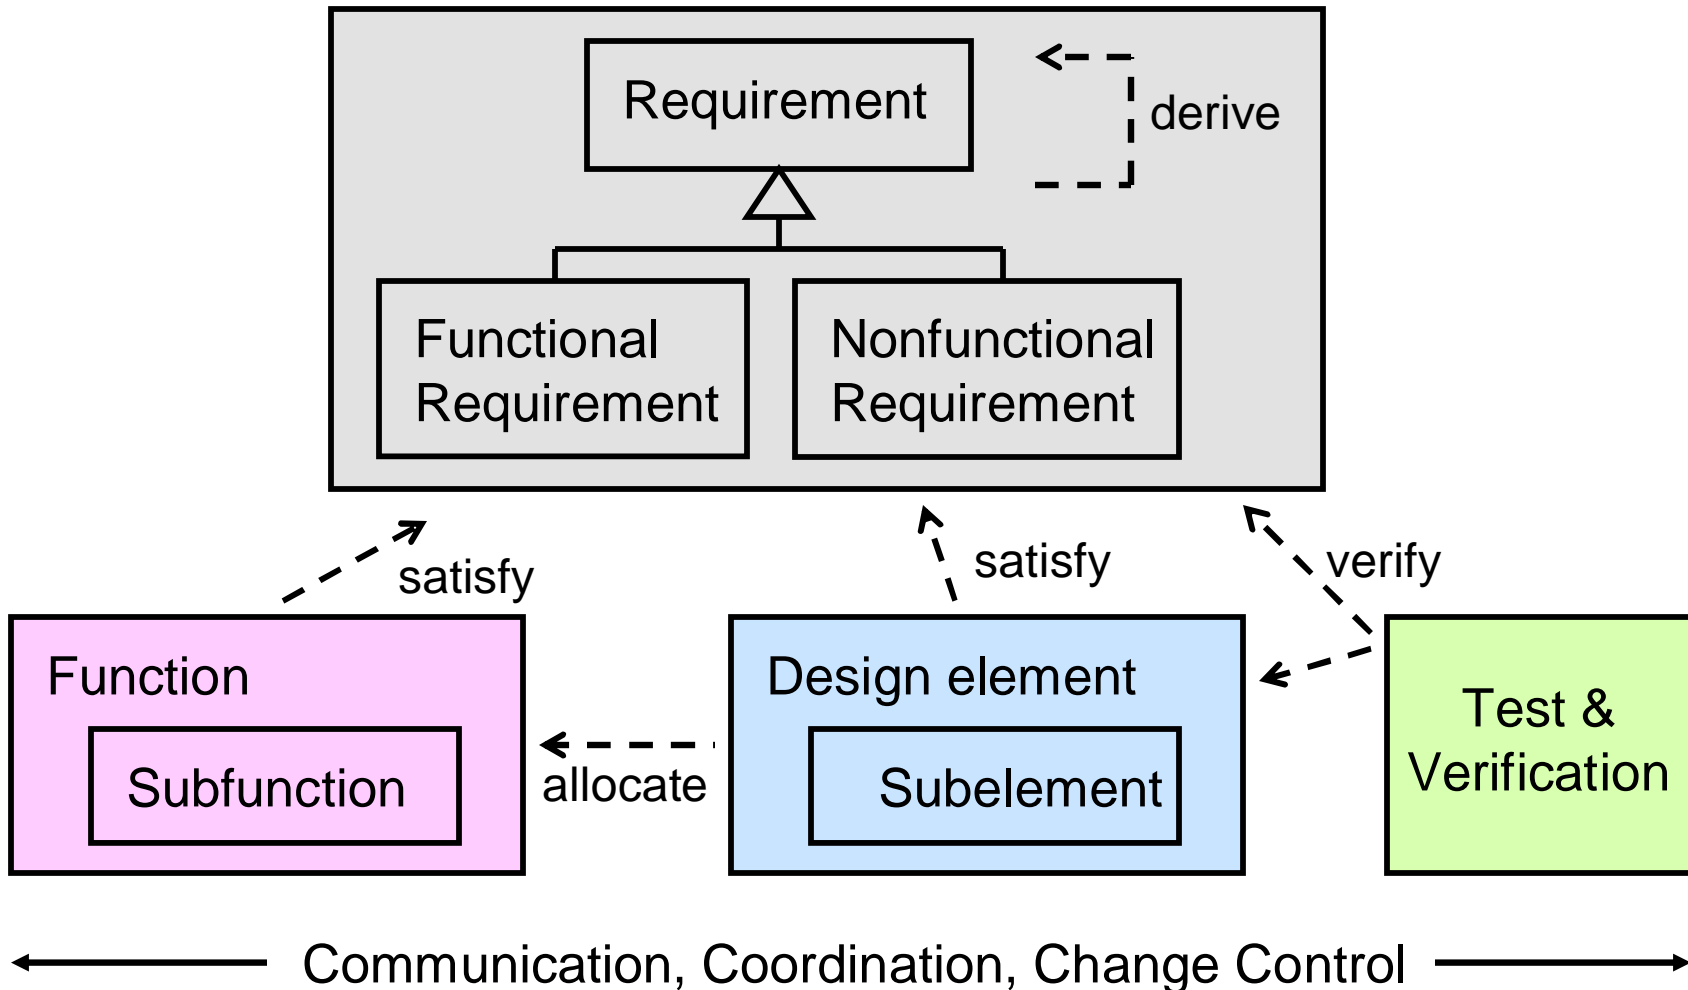 Requirement
derive
Functional
Requirement
Nonfunctional
Requirement
satisfy
satisfy
verify
Function
Subfunction
allocate
Design element
Subelement
Test &
Verification
Communication, Coordination, Change Control